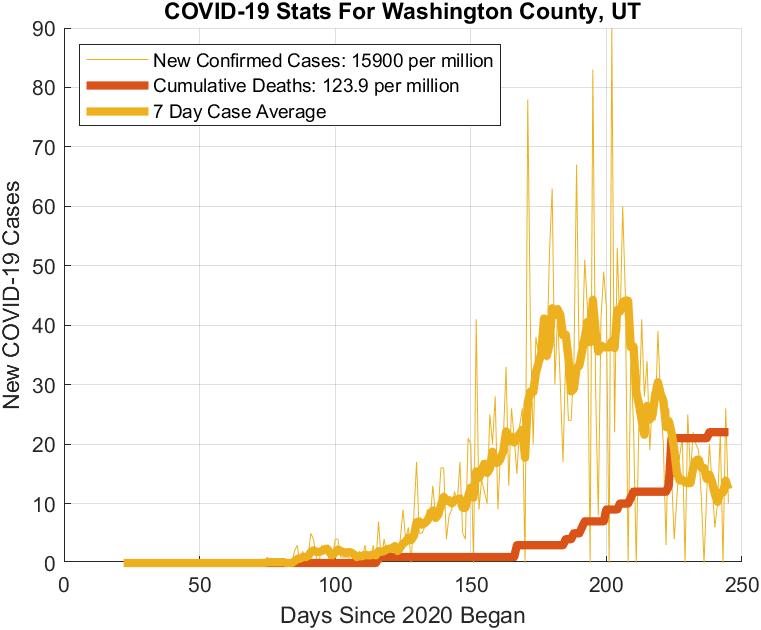 COVID-19 Stats For Washington County, UT
New Confirmed Cases: 15900 per million
Cumulative Deaths: 123.9 per million
7 Day Case Average
New COVID-19 Cases
90
80
70
60
50
40
30
20
10
0
0 50 100 150 200 250
Days Since 2020 Began